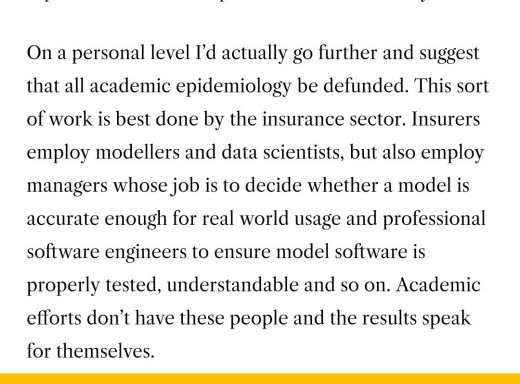 On a personal level I’d actually go further and suggest
that all academic epidemiology be defunded. This sort
of work is best done by the insurance sector. Insurers
employ modellers and data scientists, but also employ
managers whose job is to decide whether a model is
accurate enough for real world usage and professional
software engineers to ensure model software is
properly tested, understandable and so on. Academic
efforts don’t have these people and the results speak
for themselves.